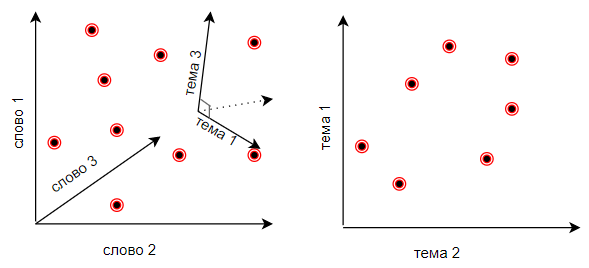 слово 1
слово 3
тема 3
тема 1
слово 2
тема 1
тема 2